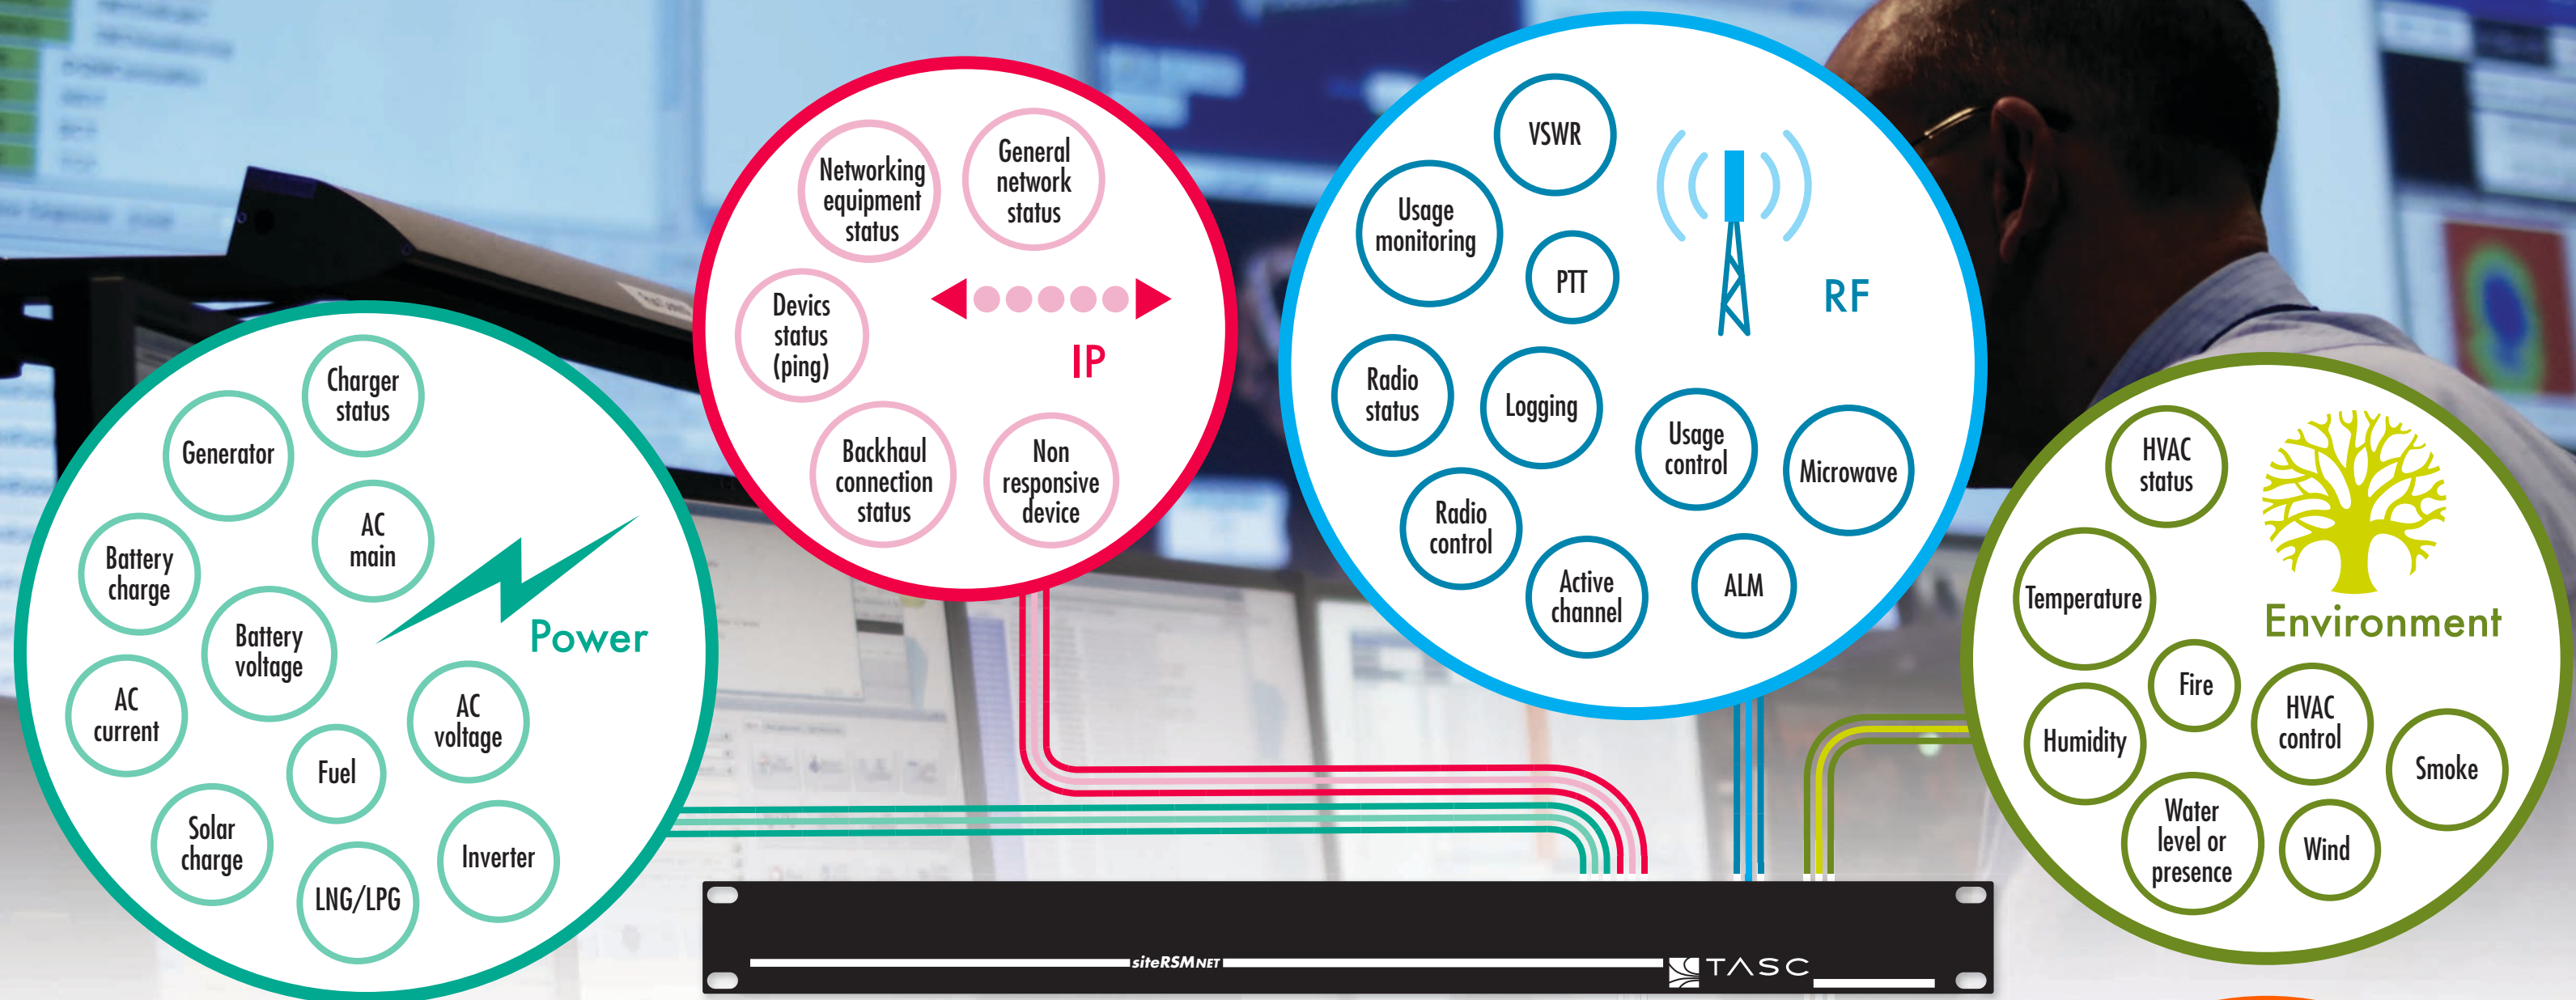 Charger
status
Generator
AC
main
Battery
charge
Battery
voltage
Power
AC
current
AC
voltage
Fuel
Solar
charge
Inverter
LNG/LPG
Networking
equipment
status
General
network
status
Devics
status
(ping)
IP
Backhaul
connection
status
Non
responsive
device
VSWR
Usage
monitoring
PTT
RF
Radio
status
Logging
Usage
control
Microwave
Radio
control
Active
channel
ALM
HVAC
status
Temperature
Environment
Fire
Humidity
HVAC
control
Smoke
Water
level or
presence
Wind
siteRSMNET
TASC